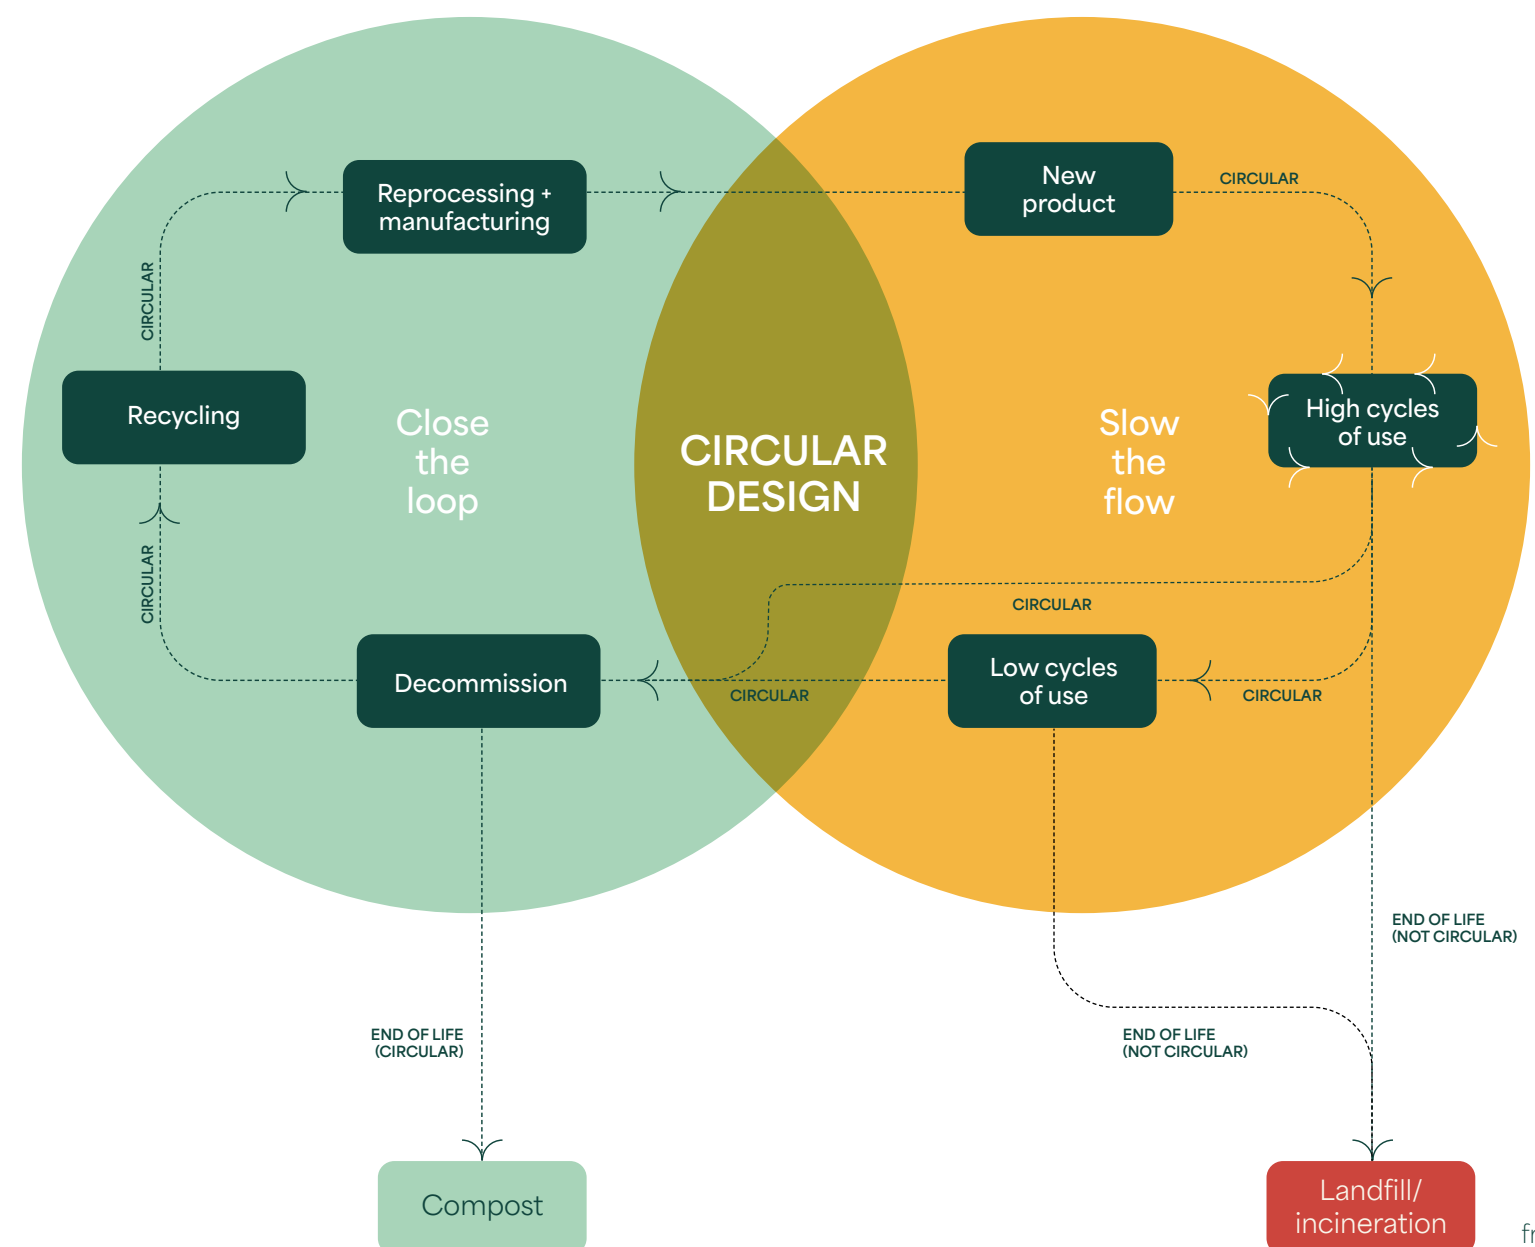 Reprocessing +
manufacturing
New
product
CIRCULAR
CIRCULAR
Recycling
High cycles
of use
Close
the
loop
CIRCULAR
DESIGN
Slow
the
flow
CIRCULAR
CIRCULAR
Decommission
Low cycles
of use
CIRCULAR
CIRCULAR
END OF LIFE
(NOT CIRCULAR)
END OF LIFE
(CIRCULAR)
END OF LIFE
(NOT CIRCULAR)
Compost
Landfill/
incineration